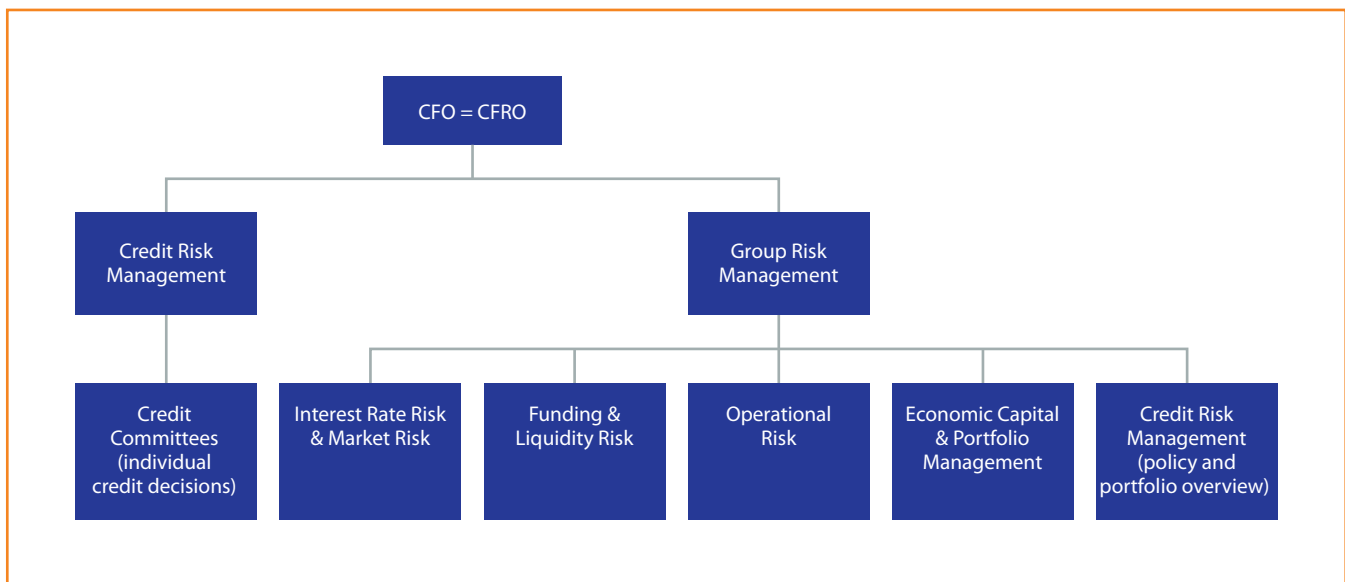 CFO = CFRO
Credit Risk
Management
Group Risk
Management
Credit
Committees
(individual
credit decisions)
Interest Rate Risk
& Market Risk
Funding &
Liquidity Risk
Operational
Risk
Economic Capital
& Portfolio
Management
Credit Risk
Management
(policy and
portfolio overview)